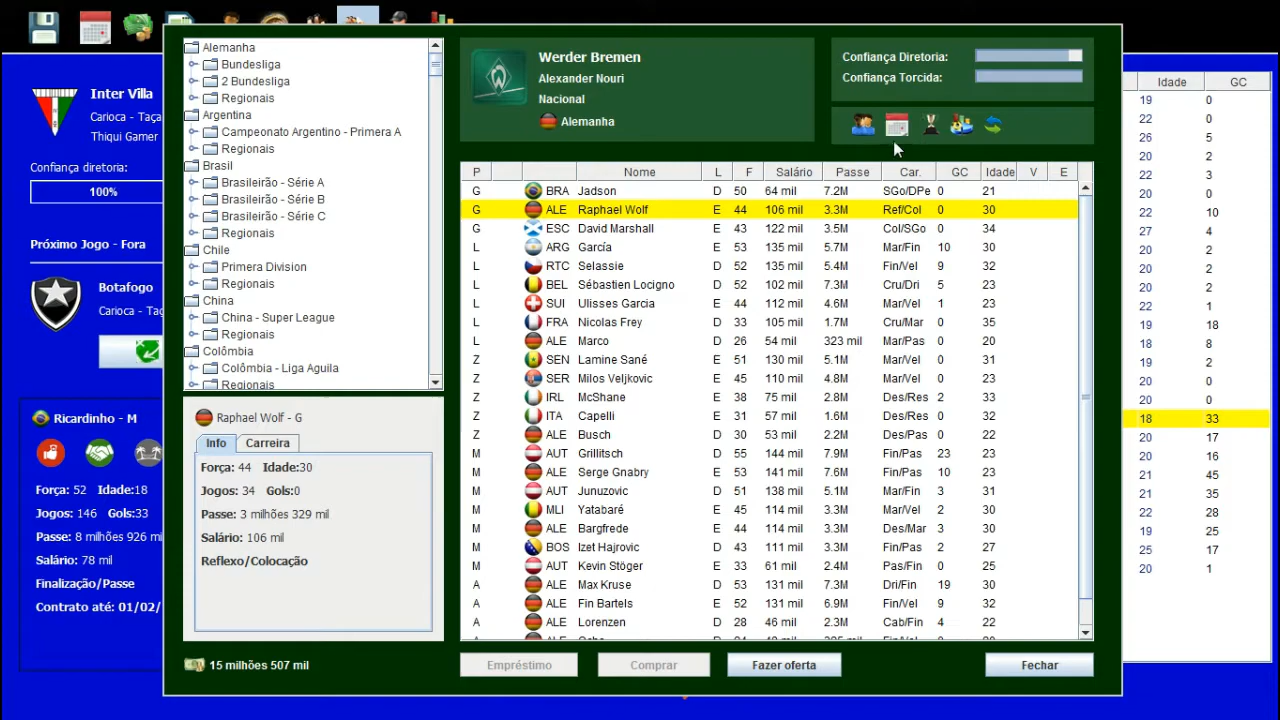 Inter Villa
Carioca - Taça
Thiqui Gamer
Confiança diretoria:
100%
Próximo Jogo - Fora
Botafogo
Carioca - Taç
Ricardinho - M
Força: 52 Idade:18
Jogos: 146 Gols:33
Passe: 8 milhões 926 mi
Salário: 78 mil
Finalização/Passe
Contrato até: 01/02/
Alemanha
Bundesliga
2 Bundesliga
Regionais
Argentina
Campeonato Argentino - Primera A
Regionais
Brasil
Brasileirão - Série A
Brasileirão - Série B
Brasileirão - Série C
Regionais
Chile
Primera Division
Regionais
China
China - Super League
Regionais
Colômbia
Colômbia - Liga Aguila
Regionais
Raphael Wolf - G
Info Carreira
Força: 44 Idade:30
Jogos: 34 Gols:0
Passe: 3 milhões 329 mil
Salário: 106 mil
Reflexo/Colocação
15 milhões 507 mil
Werder Bremen
Alexander Nouri
Nacional
Alemanha
Confiança Diretoria:
Confiança Torcida:
P Nome L F Salário Passe Car. GC Idade V E
G BRA Jadson D 50 64 mil 7.2M SGo/DPe 0 21
G ALE Raphael Wolf E 44 106 mil 3.3M Ref/Col 0 30
G ESC David Marshall E 43 122 mil 3.5M Col/SGo 0 34
L ARG García E 53 135 mil 5.7M Mar/Fin 10 30
L RTC Selassie D 52 135 mil 5.4M Fin/Vel 9 32
L BEL Sébastien Locigno D 52 102 mil 7.3M Cru/Dri 5 23
L SUI Ulisses Garcia E 44 112 mil 4.6M Mar/Vel 1 23
L FRA Nicolas Frey D 33 105 mil 1.7M Cru/Mar 0 35
L ALE Marco D 26 54 mil 323 mil Mar/Pas 0 20
Z SEN Lamine Sané E 51 130 mil 5.1M Mar/Vel 0 31
Z SER Milos Veljkovic E 45 110 mil 4.8M Mar/Vel 0 23
Z IRL McShane E 38 75 mil 2.8M Des/Res 2 33
Z ITA Capelli E 31 57 mil 1.6M Des/Res 0 32
Z ALE Busch D 30 53 mil 2.2M Des/Pas 0 22
M AUT Grillitsch D 55 144 mil 7.9M Fin/Pas 23 23
M ALE Serge Gnabry E 53 141 mil 7.6M Fin/Pas 10 23
M AUT Junuzovic D 51 138 mil 5.1M Mar/Fin 3 31
M MLI Yatabaré E 45 114 mil 3.3M Mar/Vel 2 30
M ALE Bargfrede E 44 114 mil 3.3M Des/Mar 3 30
M BOS Izet Hajrovic D 43 111 mil 3.3M Fin/Pas 2 27
M AUT Kevin Stöger E 33 61 mil 2.4M Pas/Fin 0 25
A ALE Max Kruse D 53 131 mil 7.3M Dri/Fin 19 30
A ALE Fin Bartels E 52 131 mil 6.9M Fin/Vel 9 32
A ALE Lorenzen D 28 46 mil 2.2M Cab/Fin 4 22
Empréstimo Comprar Fazer oferta Fechar
Idade GC
19 0
22 0
26 5
20 2
22 3
20 0
22 10
27 4
20 2
20 2
20 2
22 1
19 18
18 8
19 2
20 0
20 0
18 33
20 17
20 16
21 45
21 35
22 28
19 25
25 17
20 1